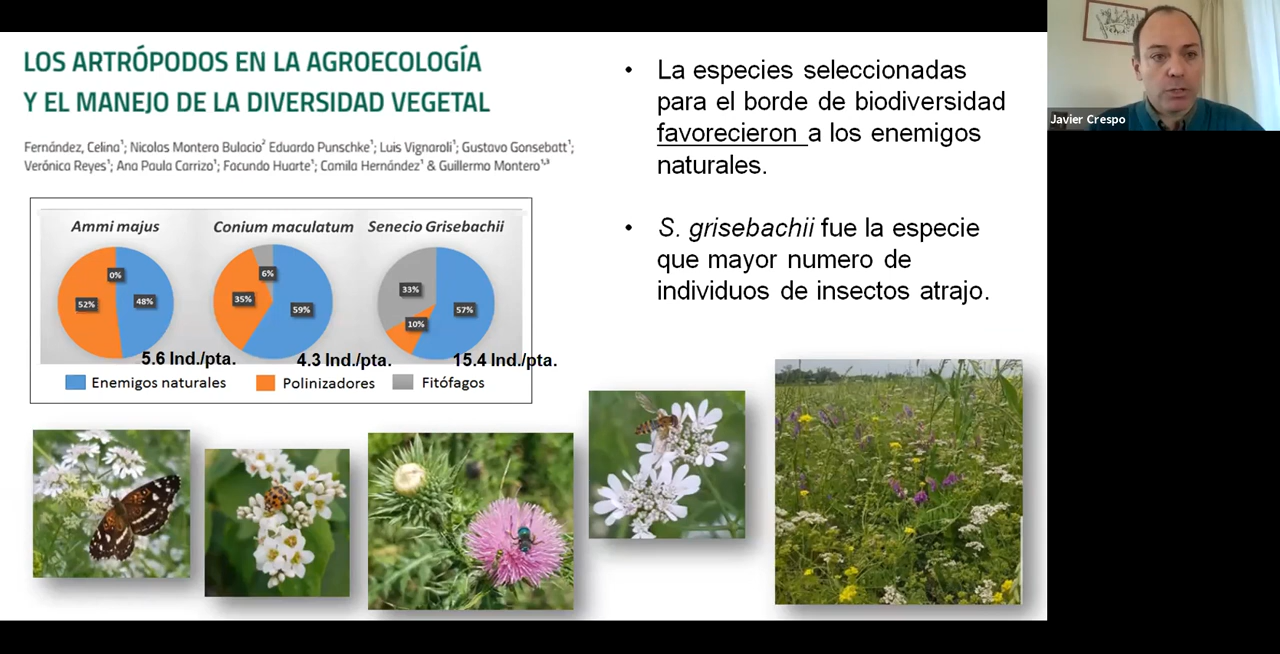 LOS ARTRÓPODOS EN LA AGROECOLOGÍA
Y EL MANEJO DE LA DIVERSIDAD VEGETAL
Fernández, Celina¹; Nicolas Montero Bulacio² Eduardo Punschke¹; Luis Vignaroli¹; Gustavo Gonsebatt¹;
Verónica Reyes¹; Ana Paula Carrizo¹; Facundo Huarte¹; Camila Hernández¹ & Guillermo Montero¹,³
Ammi majus
Conium maculatum
Senecio Grisebachii
0%
52%
48%
6%
35%
59%
33%
10%
57%
5.6 Ind./pta.
4.3 Ind./pta.
15.4 Ind./pta.
Enemigos naturales
Polinizadores
Fitófagos
• La especies seleccionadas
para el borde de biodiversidad
favorecieron a los enemigos
naturales.
• S. grisebachii fue la especie
que mayor numero de
individuos de insectos atrajo.
Javier Crespo